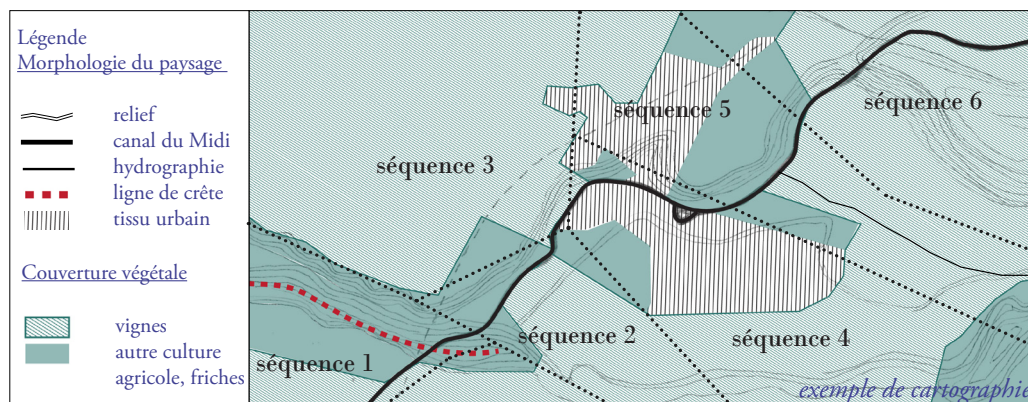 Légende
Morphologie du paysage
relief
canal du Midi
hydrographie
ligne de crête
tissu urbain
Couverture végétale
vignes
autre culture
agricole, friches
séquence 5
séquence 6
séquence 3
séquence 2
séquence 4
séquence 1
exemple de cartographie